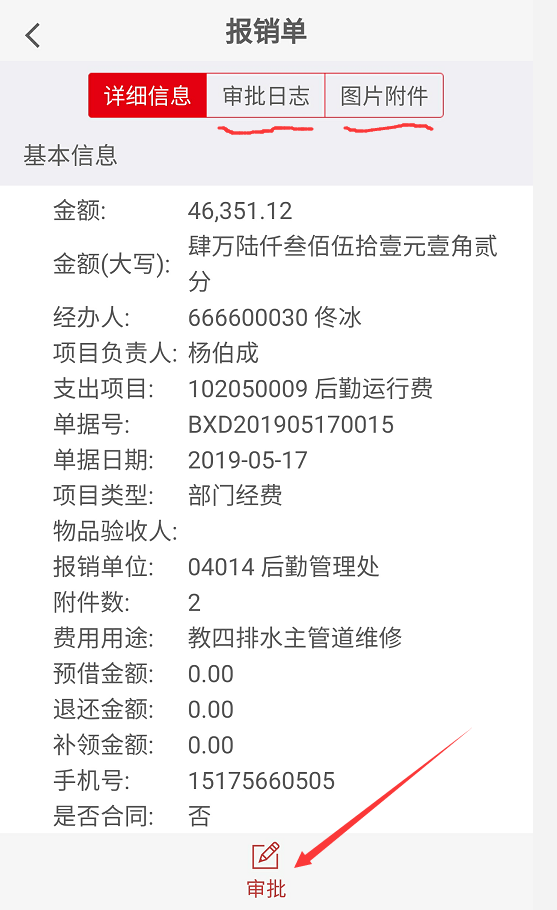 报销单
详细信息 审批日志 图片附件
基本信息
金额: 46,351.12
金额(大写): 肆万陆仟叁佰伍拾壹元壹角贰
分
经办人: 666600030 佟冰
项目负责人: 杨伯成
支出项目: 102050009 后勤运行费
单据号: BXD201905170015
单据日期: 2019-05-17
项目类型: 部门经费
物品验收人:
报销单位: 04014 后勤管理处
附件数: 2
费用用途: 教四排水主管道维修
预借金额: 0.00
退还金额: 0.00
补领金额: 0.00
手机号: 15175660505
是否合同: 否
审批